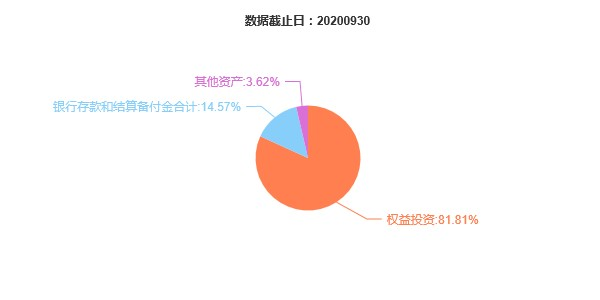 数据截止日：20200930
其他资产:3.62%
银行存款和结算备付金合计:14.57%
权益投资:81.81%